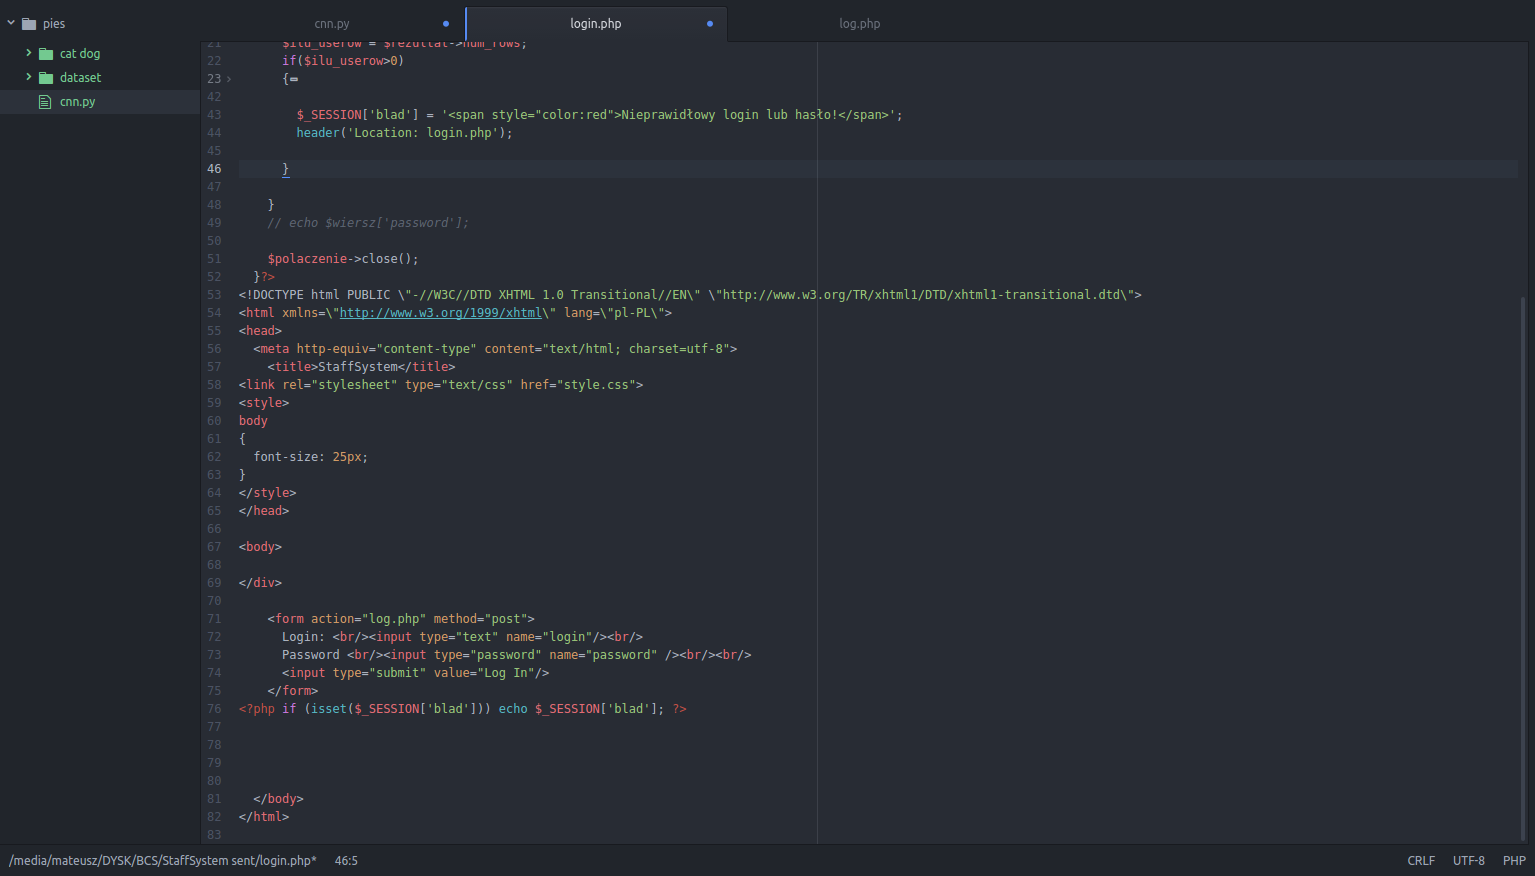 pies
cat dog
dataset
cnn.py
cnn.py login.php log.php
21 $ilu_userow = $rezultat->num_rows;
22 if($ilu_userow>0)
23 {
42
43 $_SESSION['blad'] = '<span style="color:red">Nieprawidłowy login lub hasło!</span>';
44 header('Location: login.php');
45
46 }
47
48 }
49 // echo $wiersz['password'];
50
51 $polaczenie->close();
52 }?>
53 <!DOCTYPE html PUBLIC \"-//W3C//DTD XHTML 1.0 Transitional//EN\" \"http://www.w3.org/TR/xhtml1/DTD/xhtml1-transitional.dtd\">
54 <html xmlns=\"http://www.w3.org/1999/xhtml\" lang=\"pl-PL\">
55 <head>
56 <meta http-equiv="content-type" content="text/html; charset=utf-8">
57 <title>StaffSystem</title>
58 <link rel="stylesheet" type="text/css" href="style.css">
59 <style>
60 body
61 {
62 font-size: 25px;
63 }
64 </style>
65 </head>
66
67 <body>
68
69 </div>
70
71 <form action="log.php" method="post">
72 Login: <br/><input type="text" name="login"/><br/>
73 Password <br/><input type="password" name="password" /><br/><br/>
74 <input type="submit" value="Log In"/>
75 </form>
76 <?php if (isset($_SESSION['blad'])) echo $_SESSION['blad']; ?>
77
78
79
80
81 </body>
82 </html>
83
/media/mateusz/DYSK/BCS/StaffSystem sent/login.php* 46:5 CRLF UTF-8 PHP